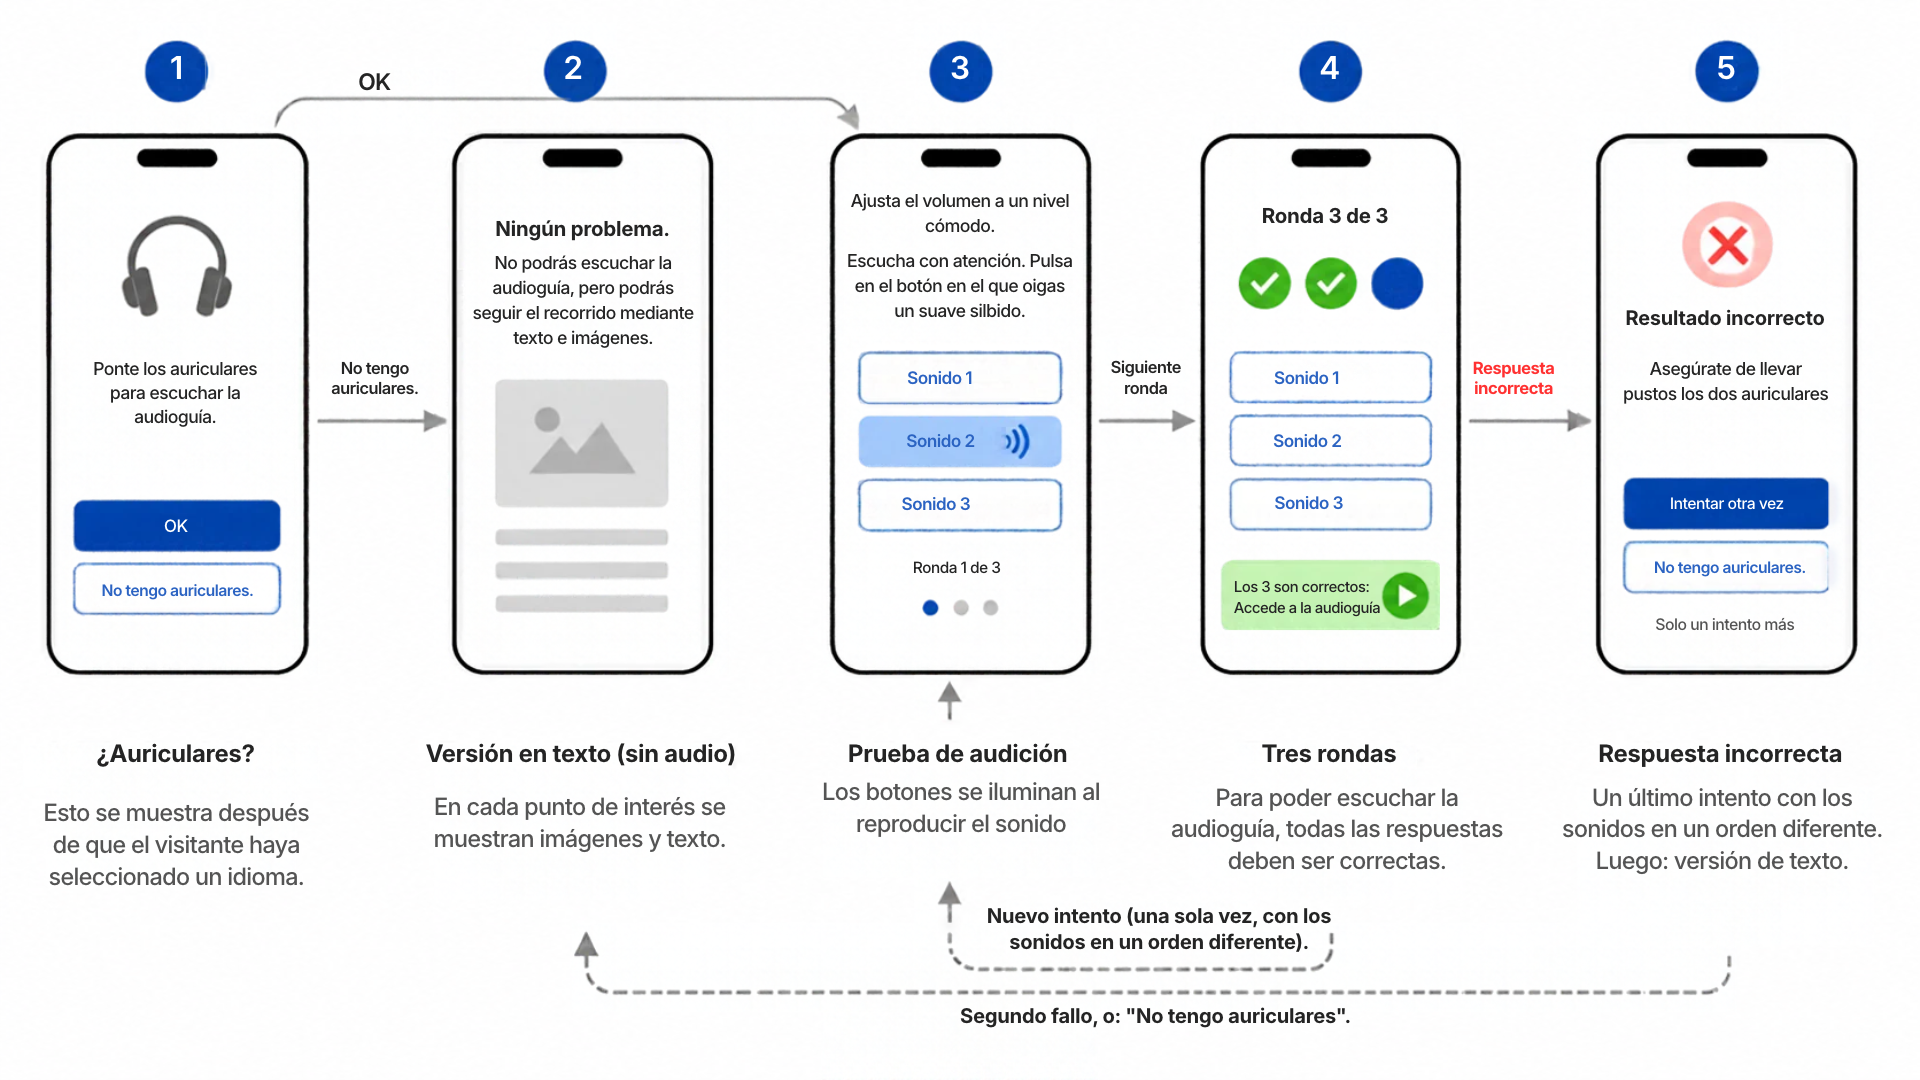 1
2
3
4
5
OK
Ponte los auriculares
para escuchar la
audioguía.
OK
No tengo auriculares.
No tengo
auriculares.
Ningún problema.
No podrás escuchar la
audioguía, pero podrás
seguir el recorrido mediante
texto e imágenes.
Ajusta el volumen a un nivel
cómodo.
Escucha con atención. Pulsa
en el botón en el que oigas
un suave silbido.
Sonido 1
Sonido 2
Sonido 3
Ronda 1 de 3
Siguiente
ronda
Ronda 3 de 3
Sonido 1
Sonido 2
Sonido 3
Los 3 son correctos:
Accede a la audioguía
Respuesta
incorrecta
Resultado incorrecto
Asegúrate de llevar
pustos los dos auriculares
Intentar otra vez
No tengo auriculares.
Solo un intento más
¿Auriculares?
Esto se muestra después
de que el visitante haya
seleccionado un idioma.
Versión en texto (sin audio)
En cada punto de interés se
muestran imágenes y texto.
Prueba de audición
Los botones se iluminan al
reproducir el sonido
Tres rondas
Para poder escuchar la
audioguía, todas las respuestas
deben ser correctas.
Respuesta incorrecta
Un último intento con los
sonidos en un orden diferente.
Luego: versión de texto.
Nuevo intento (una sola vez, con los
sonidos en un orden diferente).
Segundo fallo, o: "No tengo auriculares".